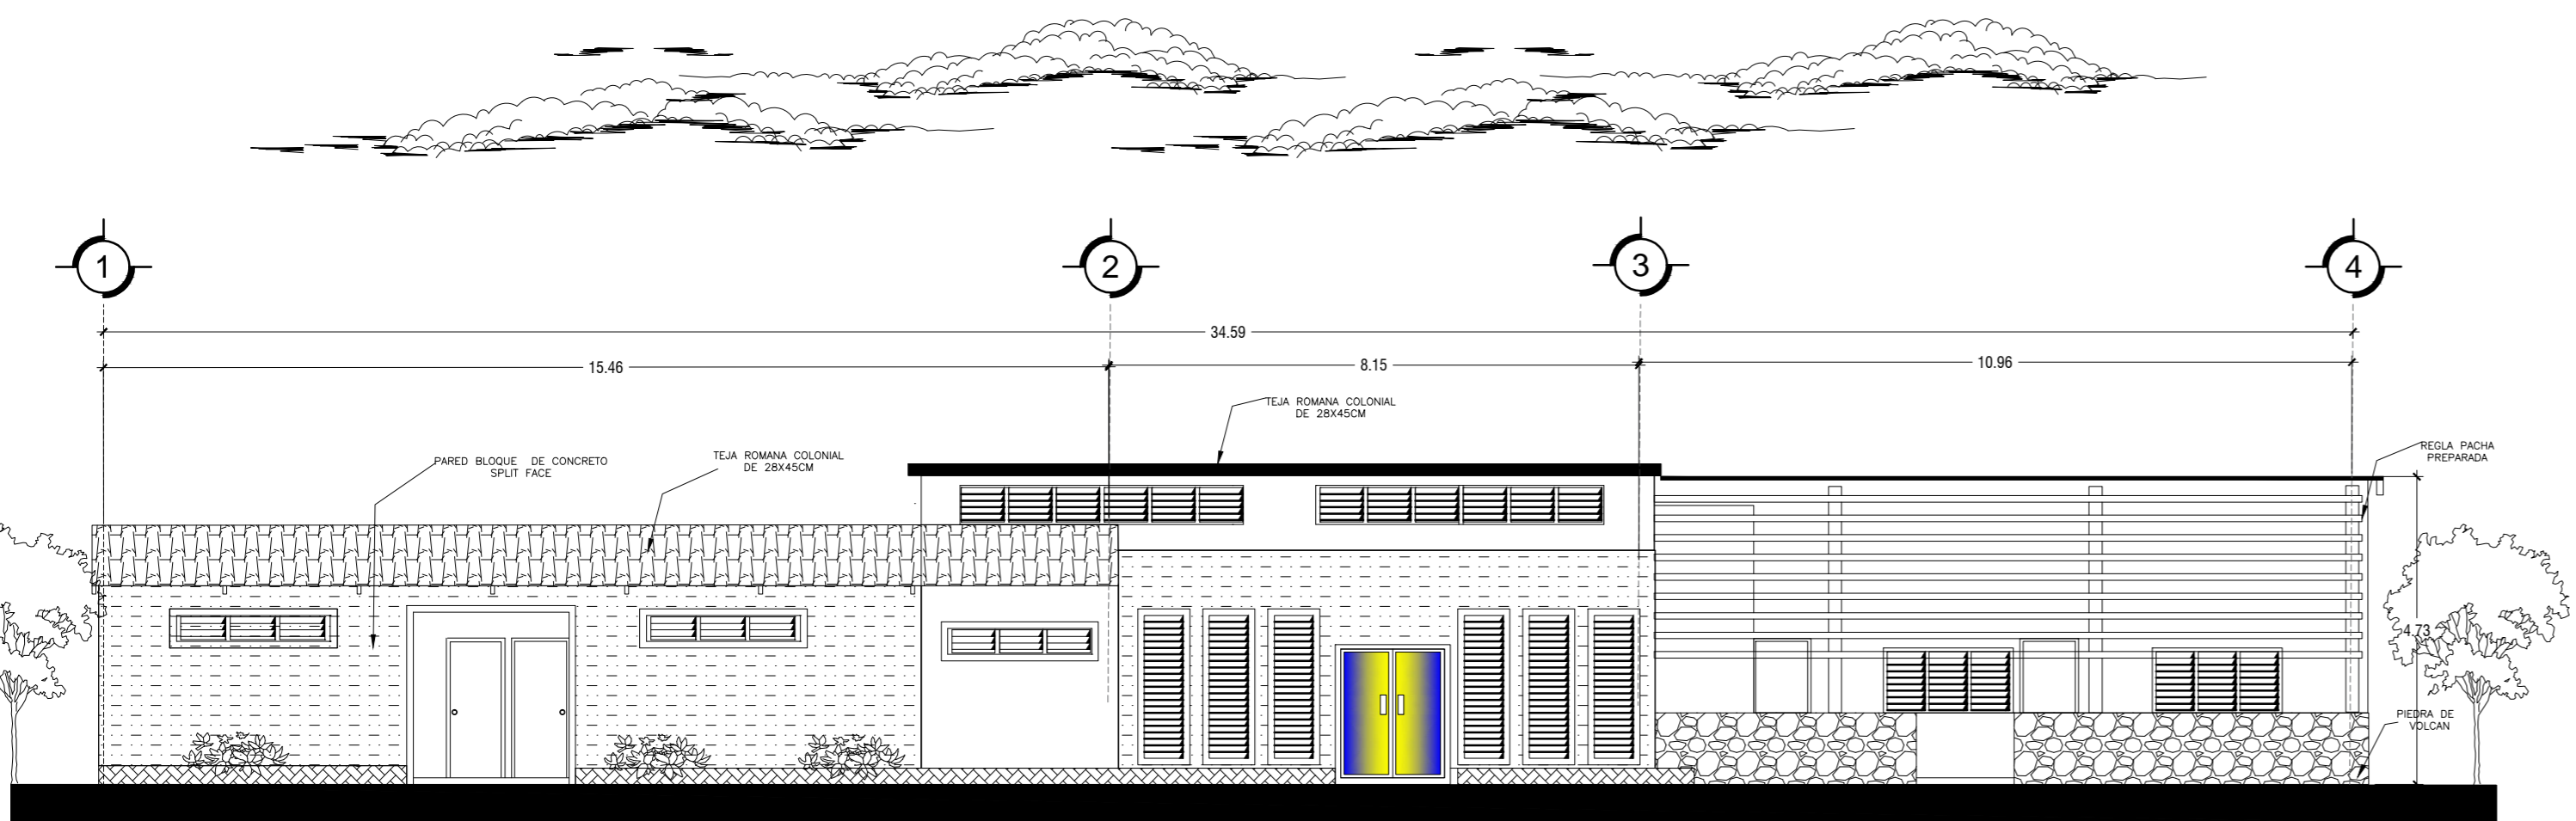 1
2
3
4
34.59
15.46
8.15
10.96
TEJA ROMANA COLONIAL
DE 28X45CM
PARED BLOQUE DE CONCRETO
SPLIT FACE
TEJA ROMANA COLONIAL
DE 28X45CM
REGLA PACHA
PREPARADA
4.73
PIEDRA DE
VOLCAN